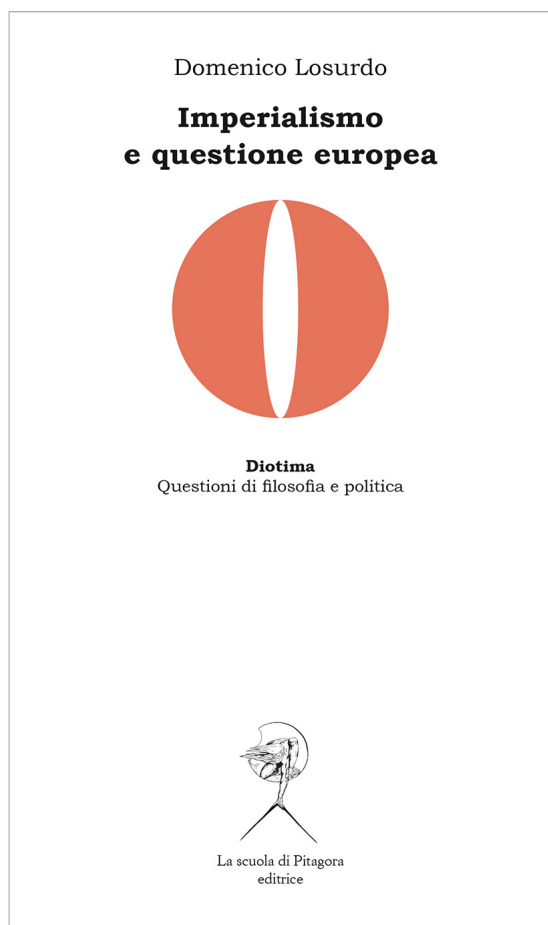 Domenico Losurdo
Imperialismo
e questione europea
Diotima
Questioni di filosofia e politica
La scuola di Pitagora
editrice